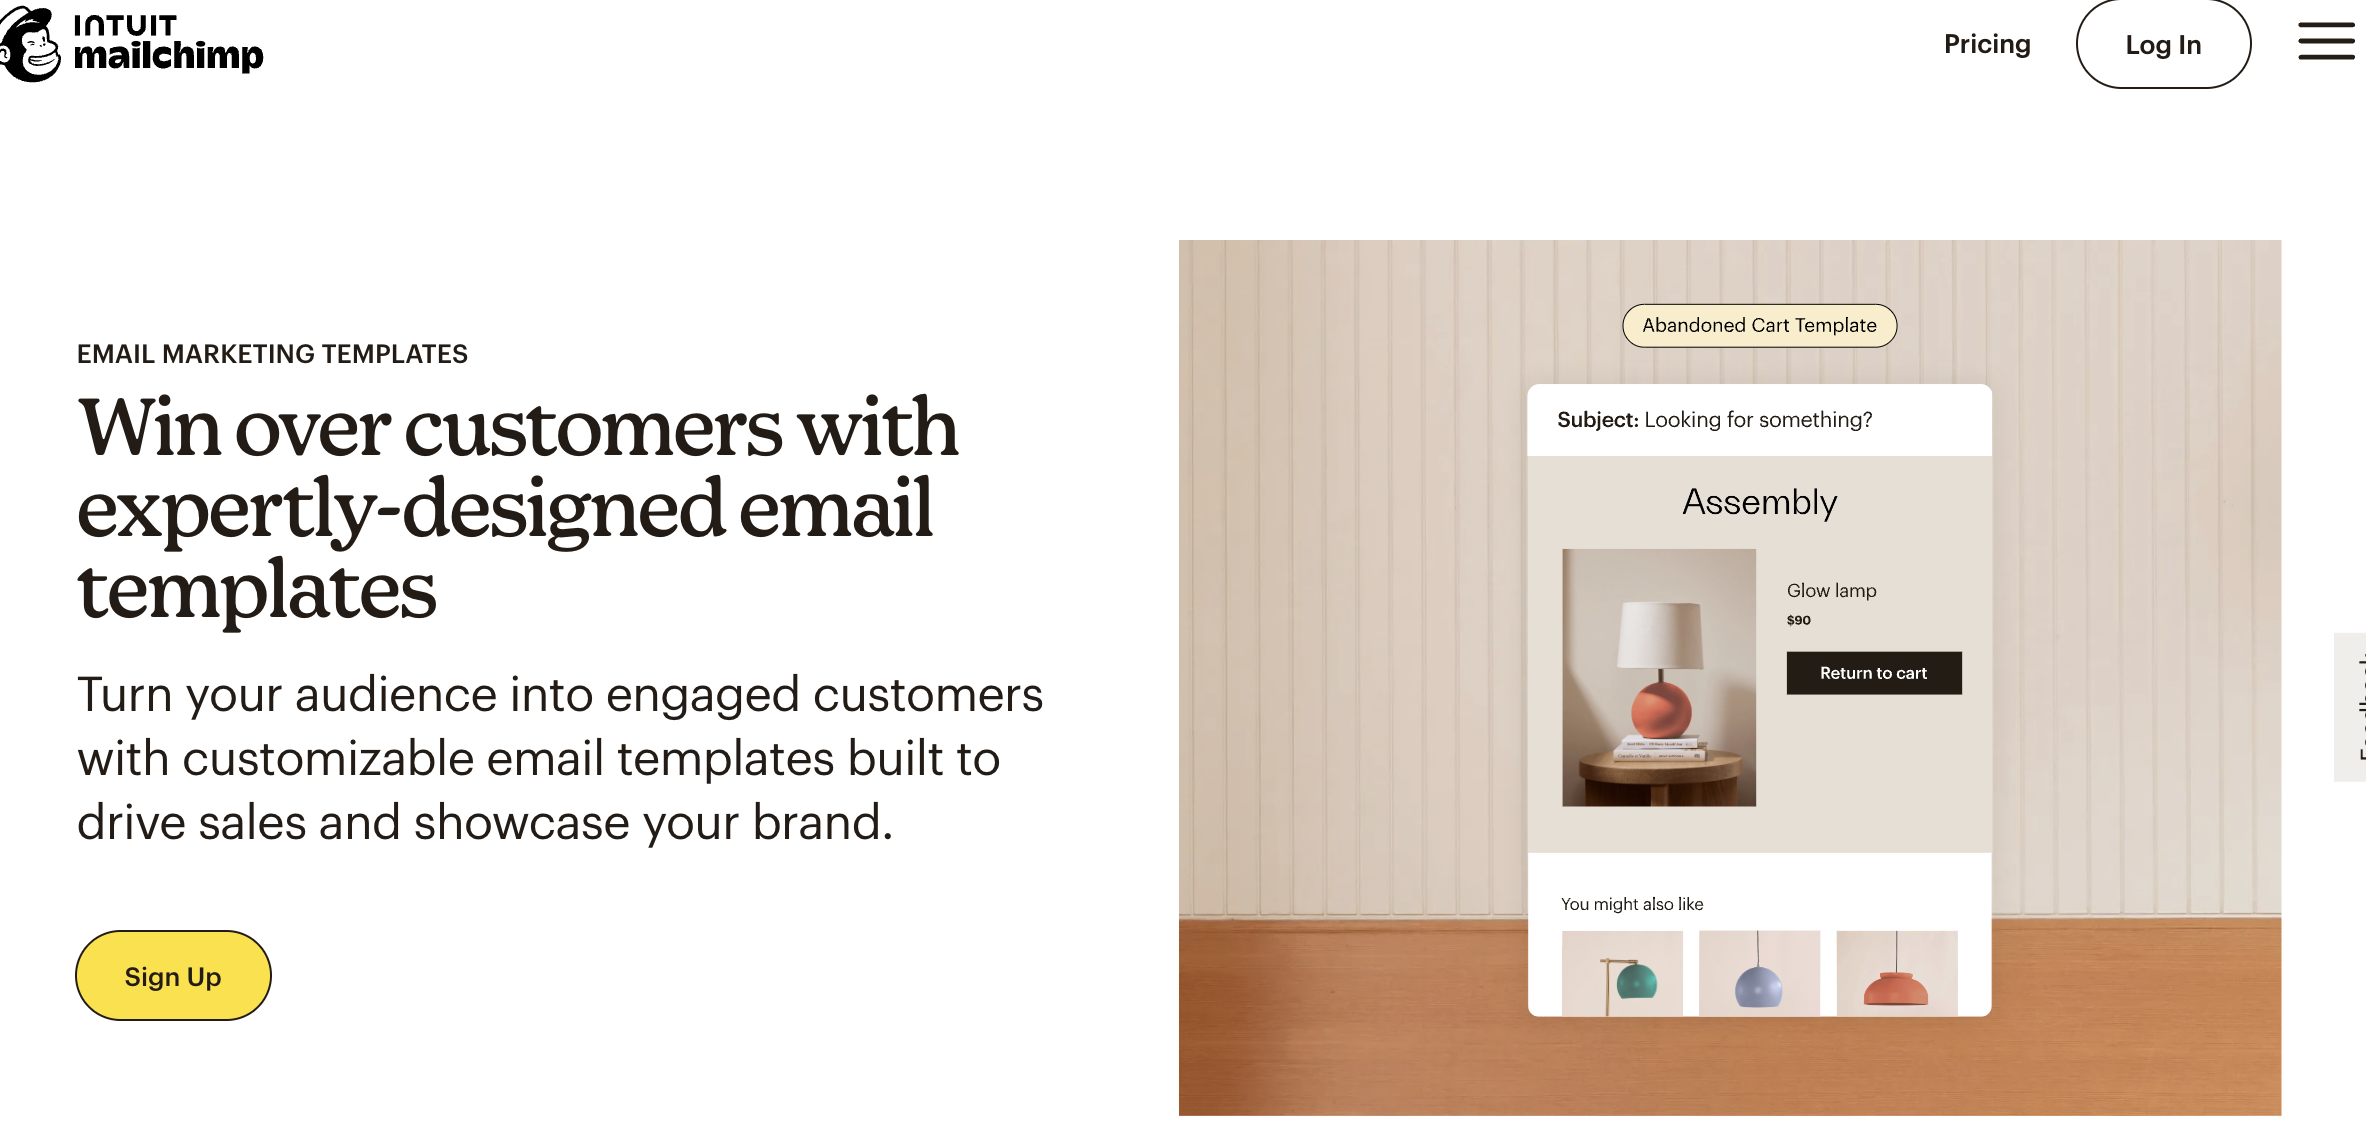 INTUIT
mailchimp
Pricing
Log In
EMAIL MARKETING TEMPLATES
Win over customers with
expertly-designed email
templates
Turn your audience into engaged customers
with customizable email templates built to
drive sales and showcase your brand.
Sign Up
Abandoned Cart Template
Subject: Looking for something?
Assembly
Glow lamp
$90
Return to cart
You might also like